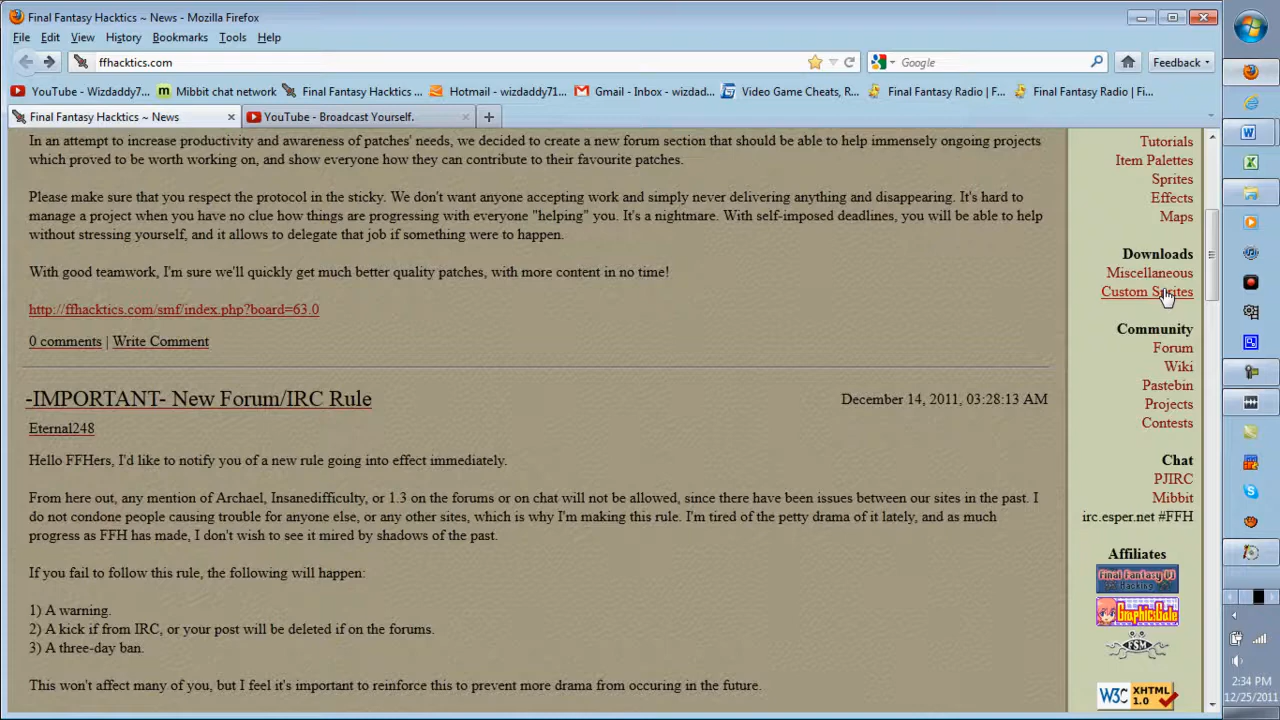 Final Fantasy Hacktics ~ News - Mozilla Firefox
File Edit View History Bookmarks Tools Help
ffhacktics.com
Google
Feedback
YouTube - Wizdaddy7...
Mibbit chat network
Final Fantasy Hacktics ...
Hotmail - wizdaddy71...
Gmail - Inbox - wizdad...
Video Game Cheats, R...
Final Fantasy Radio | F...
Final Fantasy Radio | Fi...
Final Fantasy Hacktics ~ News
YouTube - Broadcast Yourself.
In an attempt to increase productivity and awareness of patches' needs, we decided to create a new forum section that should be able to help immensely ongoing projects
which proved to be worth working on, and show everyone how they can contribute to their favourite patches.
Please make sure that you respect the protocol in the sticky. We don't want anyone accepting work and simply never delivering anything and disappearing. It's hard to
manage a project when you have no clue how things are progressing with everyone "helping" you. It's a nightmare. With self-imposed deadlines, you will be able to help
without stressing yourself, and it allows to delegate that job if something were to happen.
With good teamwork, I'm sure we'll quickly get much better quality patches, with more content in no time!
http://ffhacktics.com/smf/index.php?board=63.0
0 comments | Write Comment
-IMPORTANT- New Forum/IRC Rule
December 14, 2011, 03:28:13 AM
Eternal248
Hello FFHers, I'd like to notify you of a new rule going into effect immediately.
From here out, any mention of Archael, Insanedifficulty, or 1.3 on the forums or on chat will not be allowed, since there have been issues between our sites in the past. I
do not condone people causing trouble for anyone else, or any other sites, which is why I'm making this rule. I'm tired of the petty drama of it lately, and as much
progress as FFH has made, I don't wish to see it mired by shadows of the past.
If you fail to follow this rule, the following will happen:
1) A warning.
2) A kick if from IRC, or your post will be deleted if on the forums.
3) A three-day ban.
This won't affect many of you, but I feel it's important to reinforce this to prevent more drama from occuring in the future.
Tutorials
Item Palettes
Sprites
Effects
Maps
Downloads
Miscellaneous
Custom Sprites
Community
Forum
Wiki
Pastebin
Projects
Contests
Chat
PJIRC
Mibbit
irc.esper.net #FFH
Affiliates
Final Fantasy VI
Hacking
GraphicsGale
FSM
W3C XHTML
1.0
2:34 PM
12/25/2011